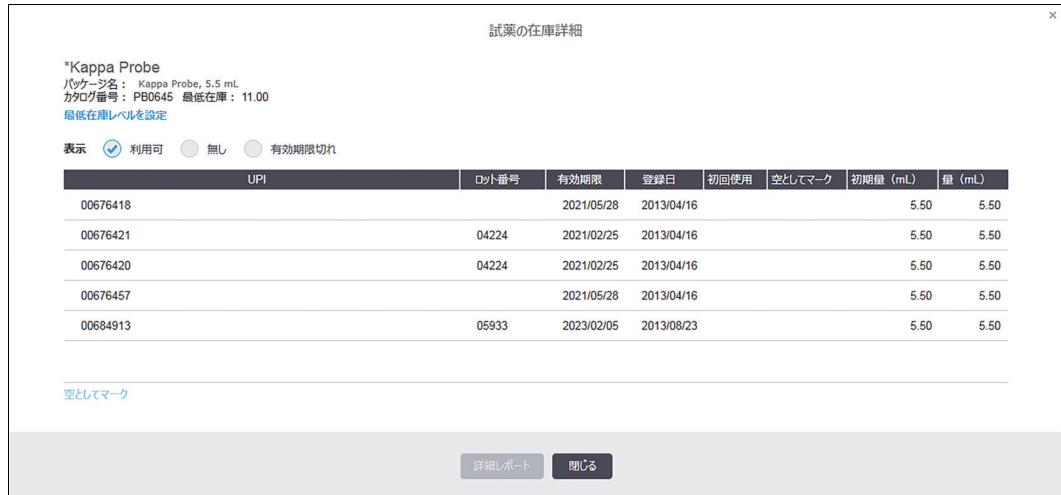 試薬の在庫詳細
×
*Kappa Probe
パッケージ名： Kappa Probe, 5.5 mL
カタログ番号： PB0645 最低在庫： 11.00
最低在庫レベルを設定
表示 利用可 無し 有効期限切れ
UPI ロット番号 有効期限 登録日 初回使用 空としてマーク 初期量（mL） 量（mL）
00676418 2021/05/28 2013/04/16 5.50 5.50
00676421 04224 2021/02/25 2013/04/16 5.50 5.50
00676420 04224 2021/02/25 2013/04/16 5.50 5.50
00676457 2021/05/28 2013/04/16 5.50 5.50
00684913 05933 2023/02/05 2013/08/23 5.50 5.50
空としてマーク
詳細レポート 閉じる